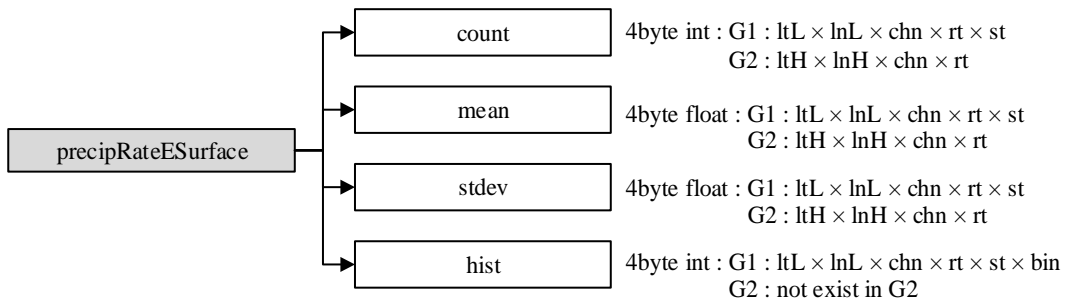 count
4byte int : G1 : ltL × lnL × chn × rt × st
G2 : ltH × lnH × chn × rt
mean
4byte float : G1 : ltL × lnL × chn × rt × st
G2 : ltH × lnH × chn × rt
precipRateESurface
stdev
4byte float : G1 : ltL × lnL × chn × rt × st
G2 : ltH × lnH × chn × rt
hist
4byte int : G1 : ltL × lnL × chn × rt × st × bin
G2 : not exist in G2